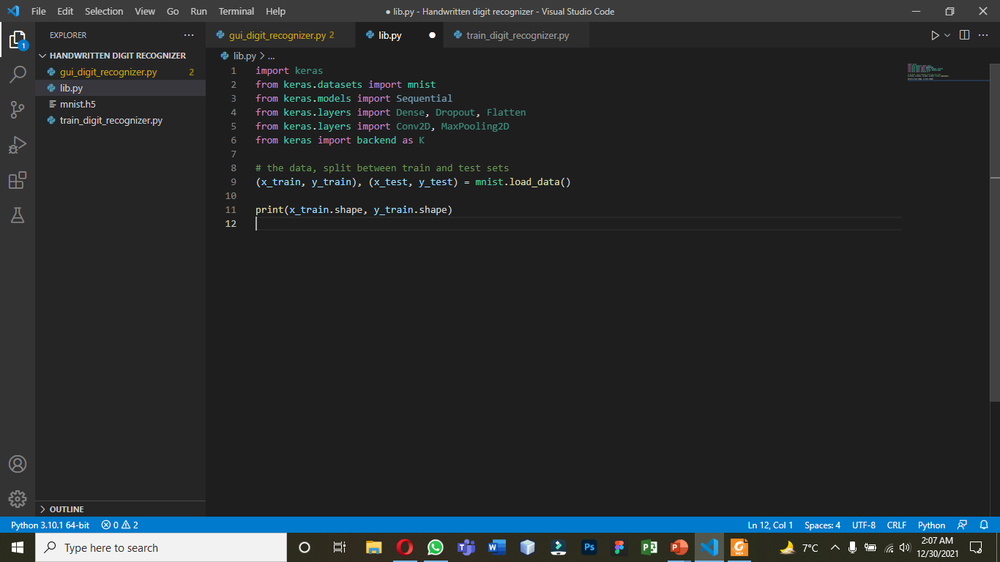 File Edit Selection View Go Run Terminal Help
● lib.py - Handwritten digit recognizer - Visual Studio Code
EXPLORER
HANDWRITTEN DIGIT RECOGNIZER
gui_digit_recognizer.py 2
lib.py
mnist.h5
train_digit_recognizer.py
OUTLINE
1
gui_digit_recognizer.py 2
lib.py
train_digit_recognizer.py
lib.py > ...
1 import keras
2 from keras.datasets import mnist
3 from keras.models import Sequential
4 from keras.layers import Dense, Dropout, Flatten
5 from keras.layers import Conv2D, MaxPooling2D
6 from keras import backend as K
7
8 # the data, split between train and test sets
9 (x_train, y_train), (x_test, y_test) = mnist.load_data()
10
11 print(x_train.shape, y_train.shape)
12
Python 3.10.1 64-bit 0 2 Ln 12, Col 1 Spaces: 4 UTF-8 CRLF Python
Type here to search
7°C
2:07 AM
12/30/2021